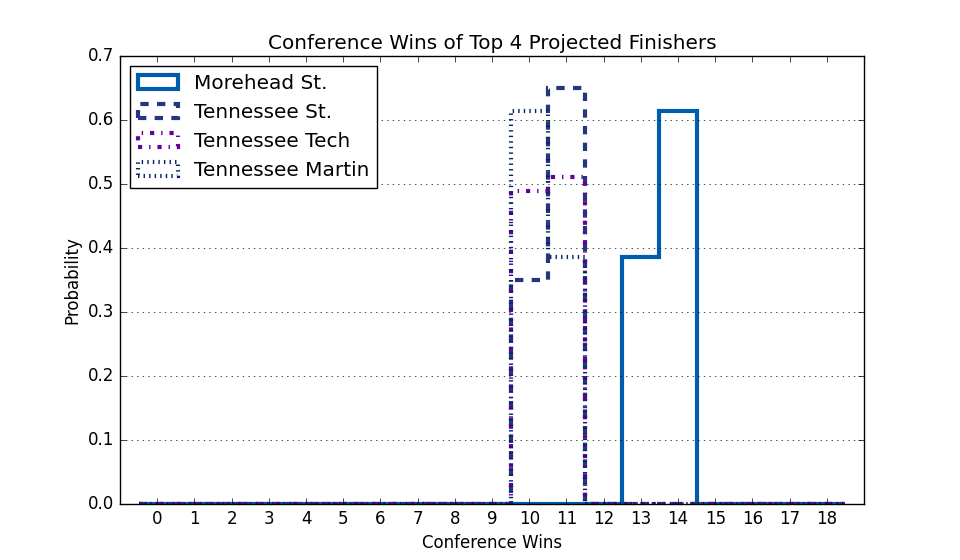 Conference Wins of Top 4 Projected Finishers
0.7
0.6
0.5
0.4
0.3
0.2
0.1
0.0
Probability
Morehead St.
Tennessee St.
Tennessee Tech
Tennessee Martin
0 1 2 3 4 5 6 7 8 9 10 11 12 13 14 15 16 17 18
Conference Wins